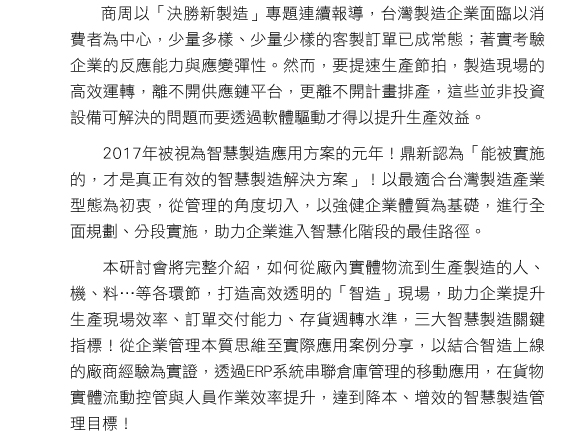 商周以「決勝新製造」專題連續報導，台灣製造企業面臨以消
費者為中心，少量多樣、少量少樣的客製訂單已成常態；著實考驗
企業的反應能力與應變彈性。然而，要提速生產節拍，製造現場的
高效運轉，離不開供應鏈平台，更離不開計畫排產，這些並非投資
設備可解決的問題而要透過軟體驅動才得以提升生產效益。
2017年被視為智慧製造應用方案的元年！鼎新認為「能被實施
的，才是真正有效的智慧製造解決方案」！以最適合台灣製造產業
型態為初衷，從管理的角度切入，以強健企業體質為基礎，進行全
面規劃、分段實施，助力企業進入智慧化階段的最佳路徑。
本研討會將完整介紹，如何從廠內實體物流到生產製造的人、
機、料…等各環節，打造高效透明的「智造」現場，助力企業提升
生產現場效率、訂單交付能力、存貨週轉水準，三大智慧製造關鍵
指標！從企業管理本質思維至實際應用案例分享，以結合智造上線
的廠商經驗為實證，透過ERP系統串聯倉庫管理的移動應用，在貨物
實體流動控管與人員作業效率提升，達到降本、增效的智慧製造管
理目標！